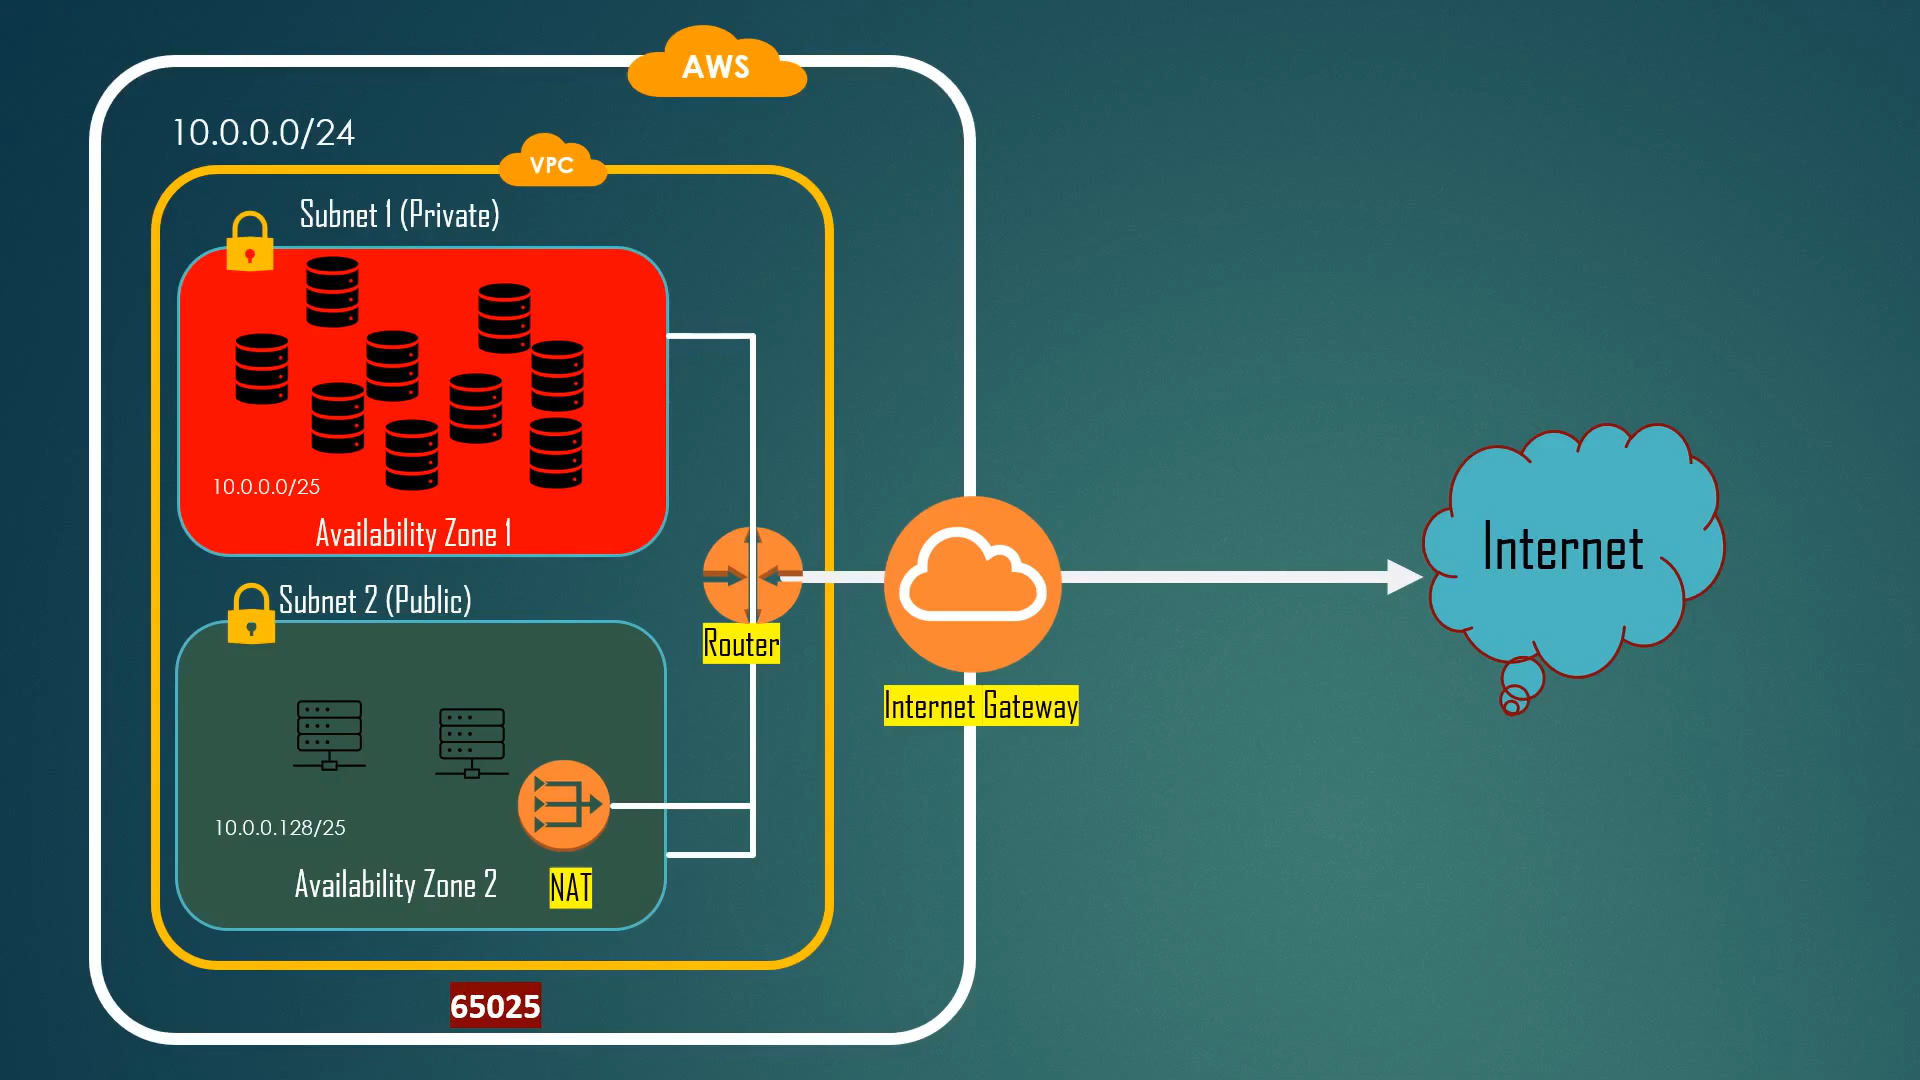 AWS
10.0.0.0/24
VPC
Subnet 1 (Private)
10.0.0.0/25
Availability Zone 1
Subnet 2 (Public)
Router
Internet
Internet Gateway
10.0.0.128/25
Availability Zone 2
NAT
65025